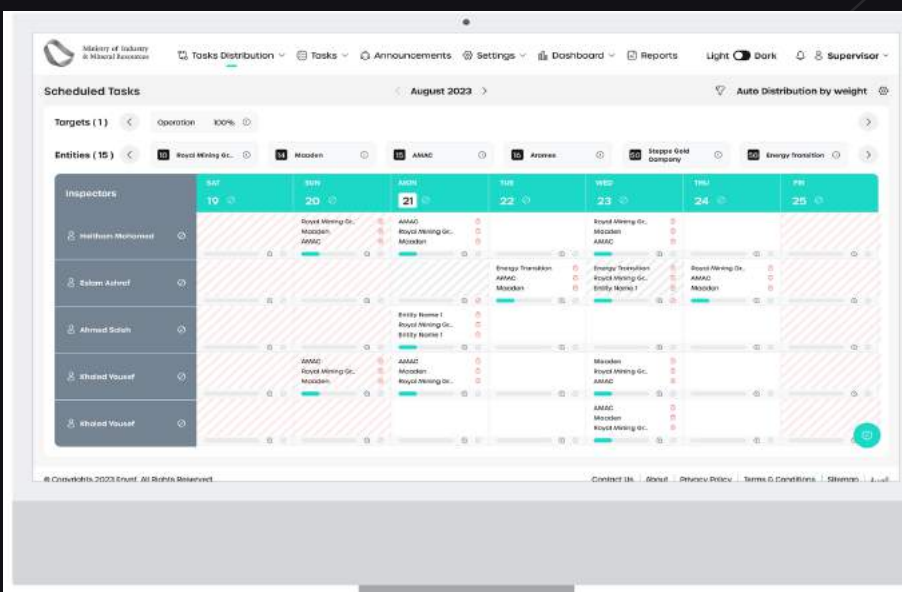 Ministry of Industry
& Mineral Resources
Tasks Distribution
Tasks
Announcements
Settings
Dashboard
Reports
Light
Dark
Supervisor
Scheduled Tasks
August 2023
Auto Distribution by weight
Targets (1)
Operation 100%
Entities (15)
10 Royal Mining Gr..
14 Maaden
15 AMAC
16 Aramex
50 Steppe Gold Company
50 Energy Transition
Inspectors
SAT 19
SUN 20
MON 21
TUE 22
WED 23
THU 24
FRI 25
Haitham Mohamed
Royal Mining Gr..
Maaden
AMAC
AMAC
Royal Mining Gr..
Maaden
Royal Mining Gr..
Maaden
AMAC
Eslam Ashraf
Energy Transition
AMAC
Maaden
Energy Transition
Royal Mining Gr..
Entity Name 1
Royal Mining Gr..
AMAC
Maaden
Ahmed Saleh
Entity Name 1
Royal Mining Gr..
Entity Name 1
Khaled Yousef
AMAC
Royal Mining Gr..
Maaden
AMAC
Maaden
Royal Mining Gr..
Maaden
Royal Mining Gr..
AMAC
Khaled Yousef
AMAC
Maaden
Royal Mining Gr..
© Copyrights 2023 All Rights Reserved
Contact Us
About
Privacy Policy
Terms & Conditions
Sitemap